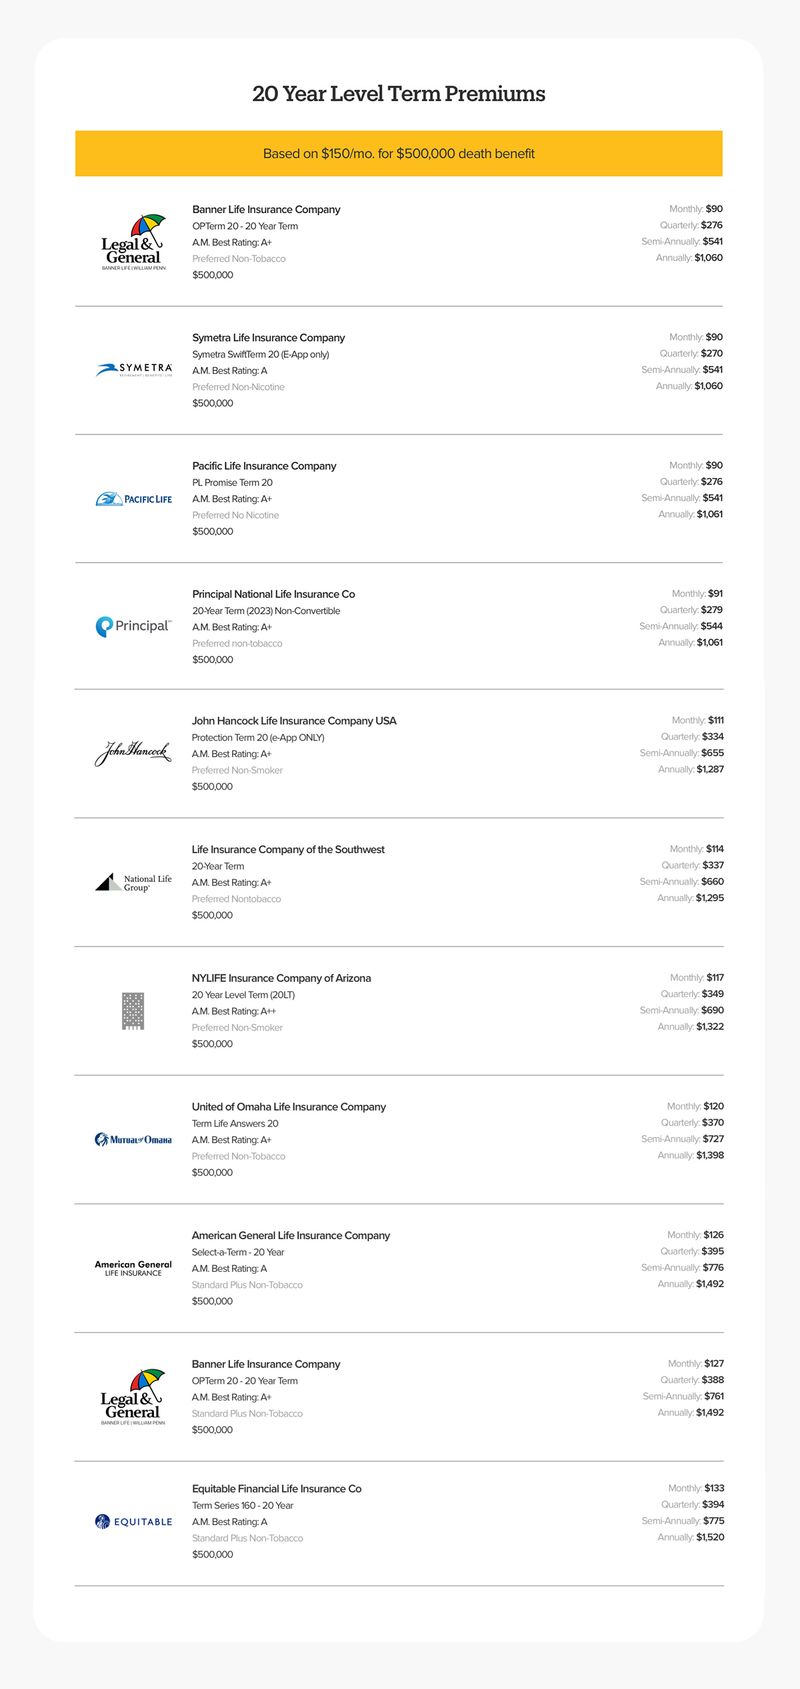 20 Year Level Term Premiums
Based on $150/mo. for $500,000 death benefit
Legal &
General
BANNER LIFE | WILLIAM PENN
Banner Life Insurance Company
OPTerm 20 - 20 Year Term
A.M. Best Rating: A+
Preferred Non-Tobacco
$500,000
Monthly: $90
Quarterly: $276
Semi-Annually: $541
Annually: $1,060
SYMETRA
RETIREMENT | BENEFITS | LIFE
Symetra Life Insurance Company
Symetra SwiftTerm 20 (E-App only)
A.M. Best Rating: A
Preferred Non-Nicotine
$500,000
Monthly: $90
Quarterly: $270
Semi-Annually: $541
Annually: $1,060
PACIFIC LIFE
Pacific Life Insurance Company
PL Promise Term 20
A.M. Best Rating: A+
Preferred No Nicotine
$500,000
Monthly: $90
Quarterly: $276
Semi-Annually: $541
Annually: $1,061
Principal
Principal National Life Insurance Co
20-Year Term (2023) Non-Convertible
A.M. Best Rating: A+
Preferred non-tobacco
$500,000
Monthly: $91
Quarterly: $279
Semi-Annually: $544
Annually: $1,061
John Hancock
John Hancock Life Insurance Company USA
Protection Term 20 (e-App ONLY)
A.M. Best Rating: A+
Preferred Non-Smoker
$500,000
Monthly: $111
Quarterly: $334
Semi-Annually: $655
Annually: $1,287
National Life
Group
Life Insurance Company of the Southwest
20-Year Term
A.M. Best Rating: A+
Preferred Nontobacco
$500,000
Monthly: $114
Quarterly: $337
Semi-Annually: $660
Annually: $1,295
NYLIFE Insurance Company of Arizona
20 Year Level Term (20LT)
A.M. Best Rating: A++
Preferred Non-Smoker
$500,000
Monthly: $117
Quarterly: $349
Semi-Annually: $690
Annually: $1,322
MUTUAL of OMAHA
United of Omaha Life Insurance Company
Term Life Answers 20
A.M. Best Rating: A+
Preferred Non-Tobacco
$500,000
Monthly: $120
Quarterly: $370
Semi-Annually: $727
Annually: $1,398
American General
LIFE INSURANCE
American General Life Insurance Company
Select-a-Term - 20 Year
A.M. Best Rating: A
Standard Plus Non-Tobacco
$500,000
Monthly: $126
Quarterly: $395
Semi-Annually: $776
Annually: $1,492
Legal &
General
BANNER LIFE | WILLIAM PENN
Banner Life Insurance Company
OPTerm 20 - 20 Year Term
A.M. Best Rating: A+
Standard Plus Non-Tobacco
$500,000
Monthly: $127
Quarterly: $388
Semi-Annually: $761
Annually: $1,492
EQUITABLE
Equitable Financial Life Insurance Co
Term Series 160 - 20 Year
A.M. Best Rating: A
Standard Plus Non-Tobacco
$500,000
Monthly: $133
Quarterly: $394
Semi-Annually: $775
Annually: $1,520